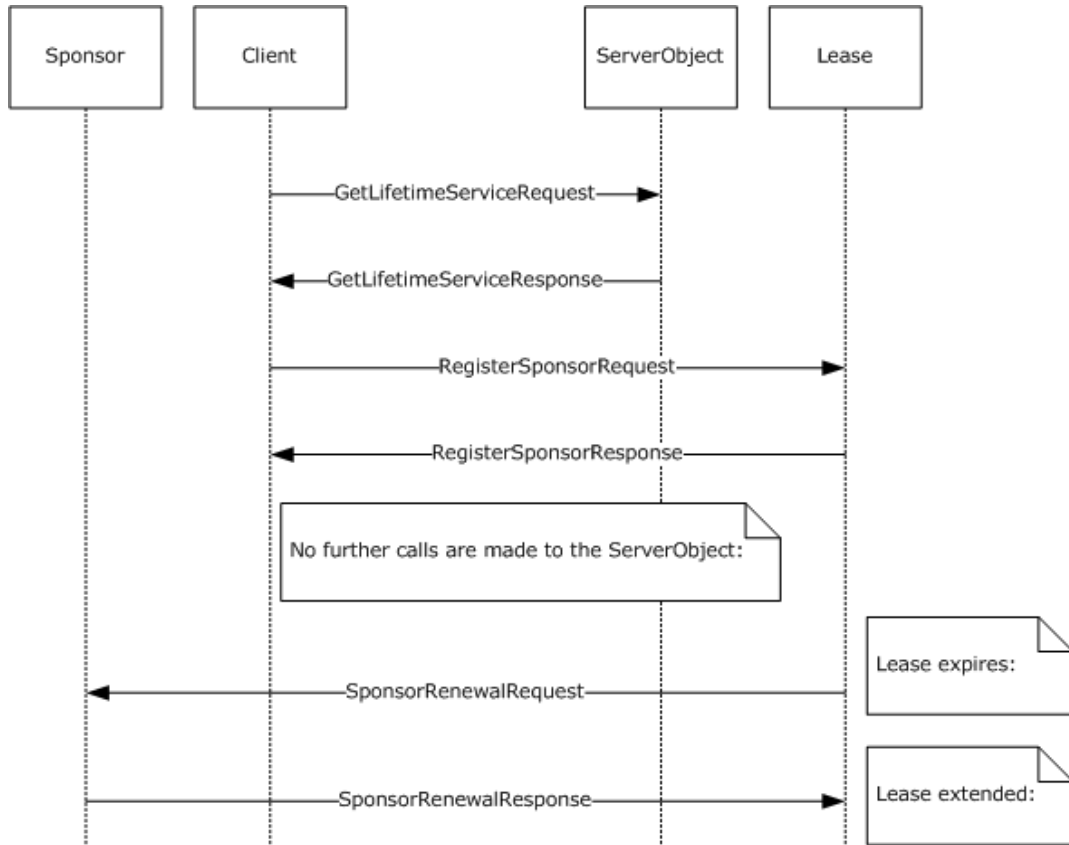 Sponsor
Client
ServerObject
Lease
GetLifetimeServiceRequest
GetLifetimeServiceResponse
RegisterSponsorRequest
RegisterSponsorResponse
No further calls are made to the ServerObject:
Lease expires:
SponsorRenewalRequest
Lease extended:
SponsorRenewalResponse